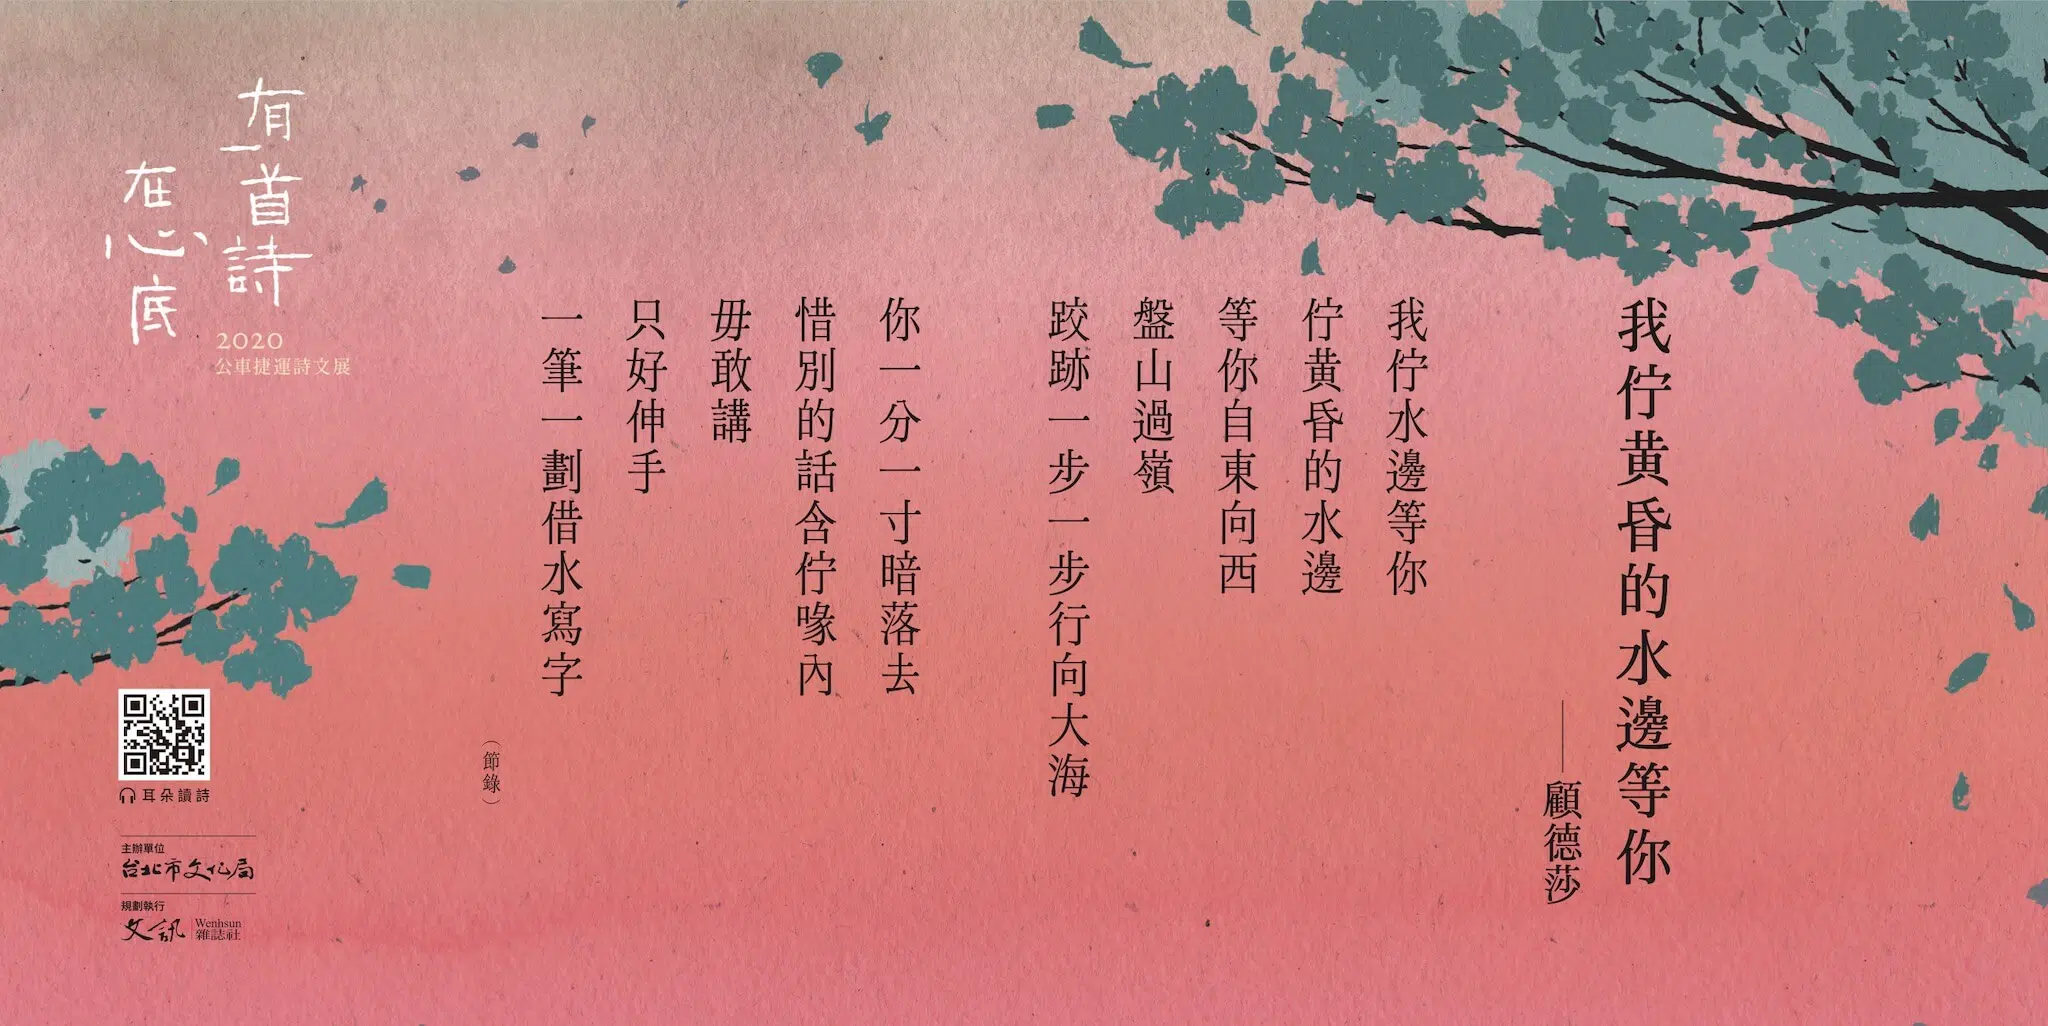 我佇黃昏的水邊等你
——顧德莎
我佇水邊等你
佇黃昏的水邊
等你自東向西
盤山過嶺
跤跡一步一步行向大海
你一分一寸暗落去
惜別的話含佇喙內
毋敢講
只好伸手
一筆一劃借水寫字
（節錄）
有一首詩
在心底
2020
公車捷運詩文展
耳朵讀詩
主辦單位
台北市文化局
規劃執行
文訊
Wenhsun
雜誌社